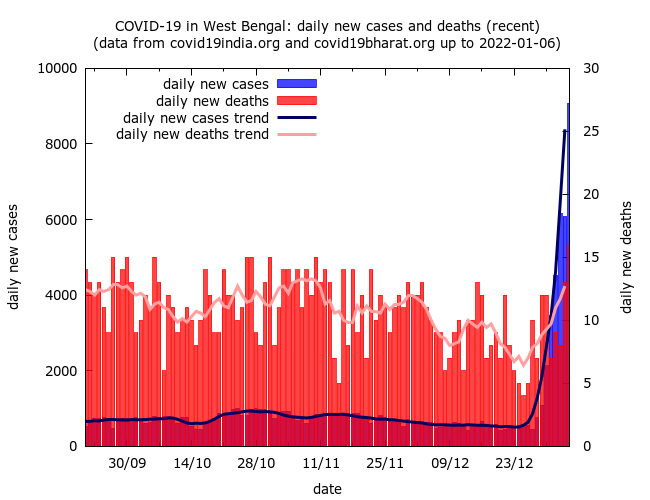 COVID-19 in West Bengal: daily new cases and deaths (recent)
(data from covid19india.org and covid19bharat.org up to 2022-01-06)
daily new cases
daily new deaths
daily new cases trend
daily new deaths trend
10000
8000
6000
4000
2000
0
daily new cases
30
25
20
15
10
5
0
daily new deaths
30/09 14/10 28/10 11/11 25/11 09/12 23/12
date